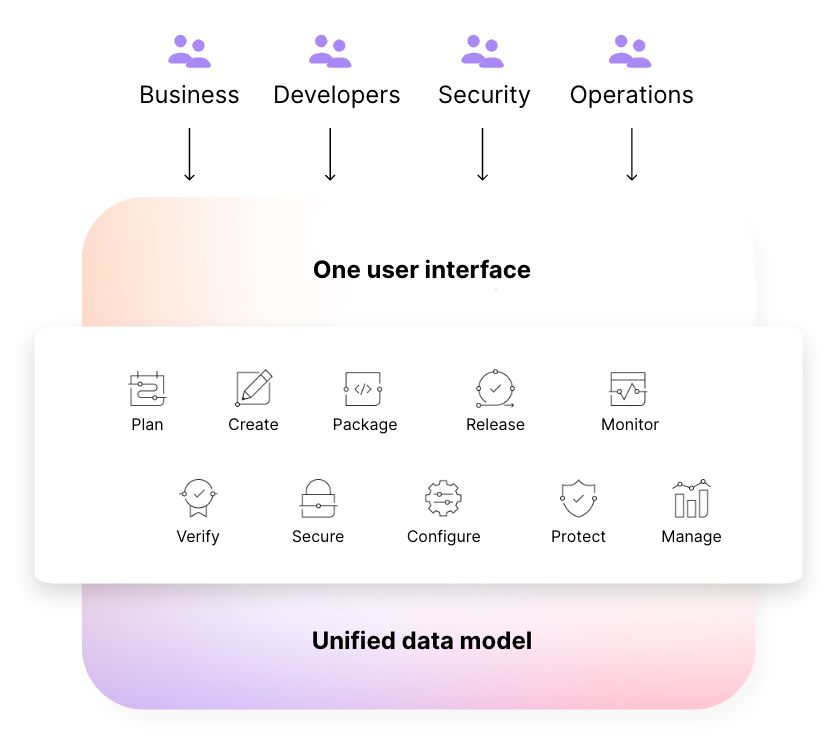 Business Developers Security Operations
One user interface
Plan Create Package Release Monitor
Verify Secure Configure Protect Manage
Unified data model